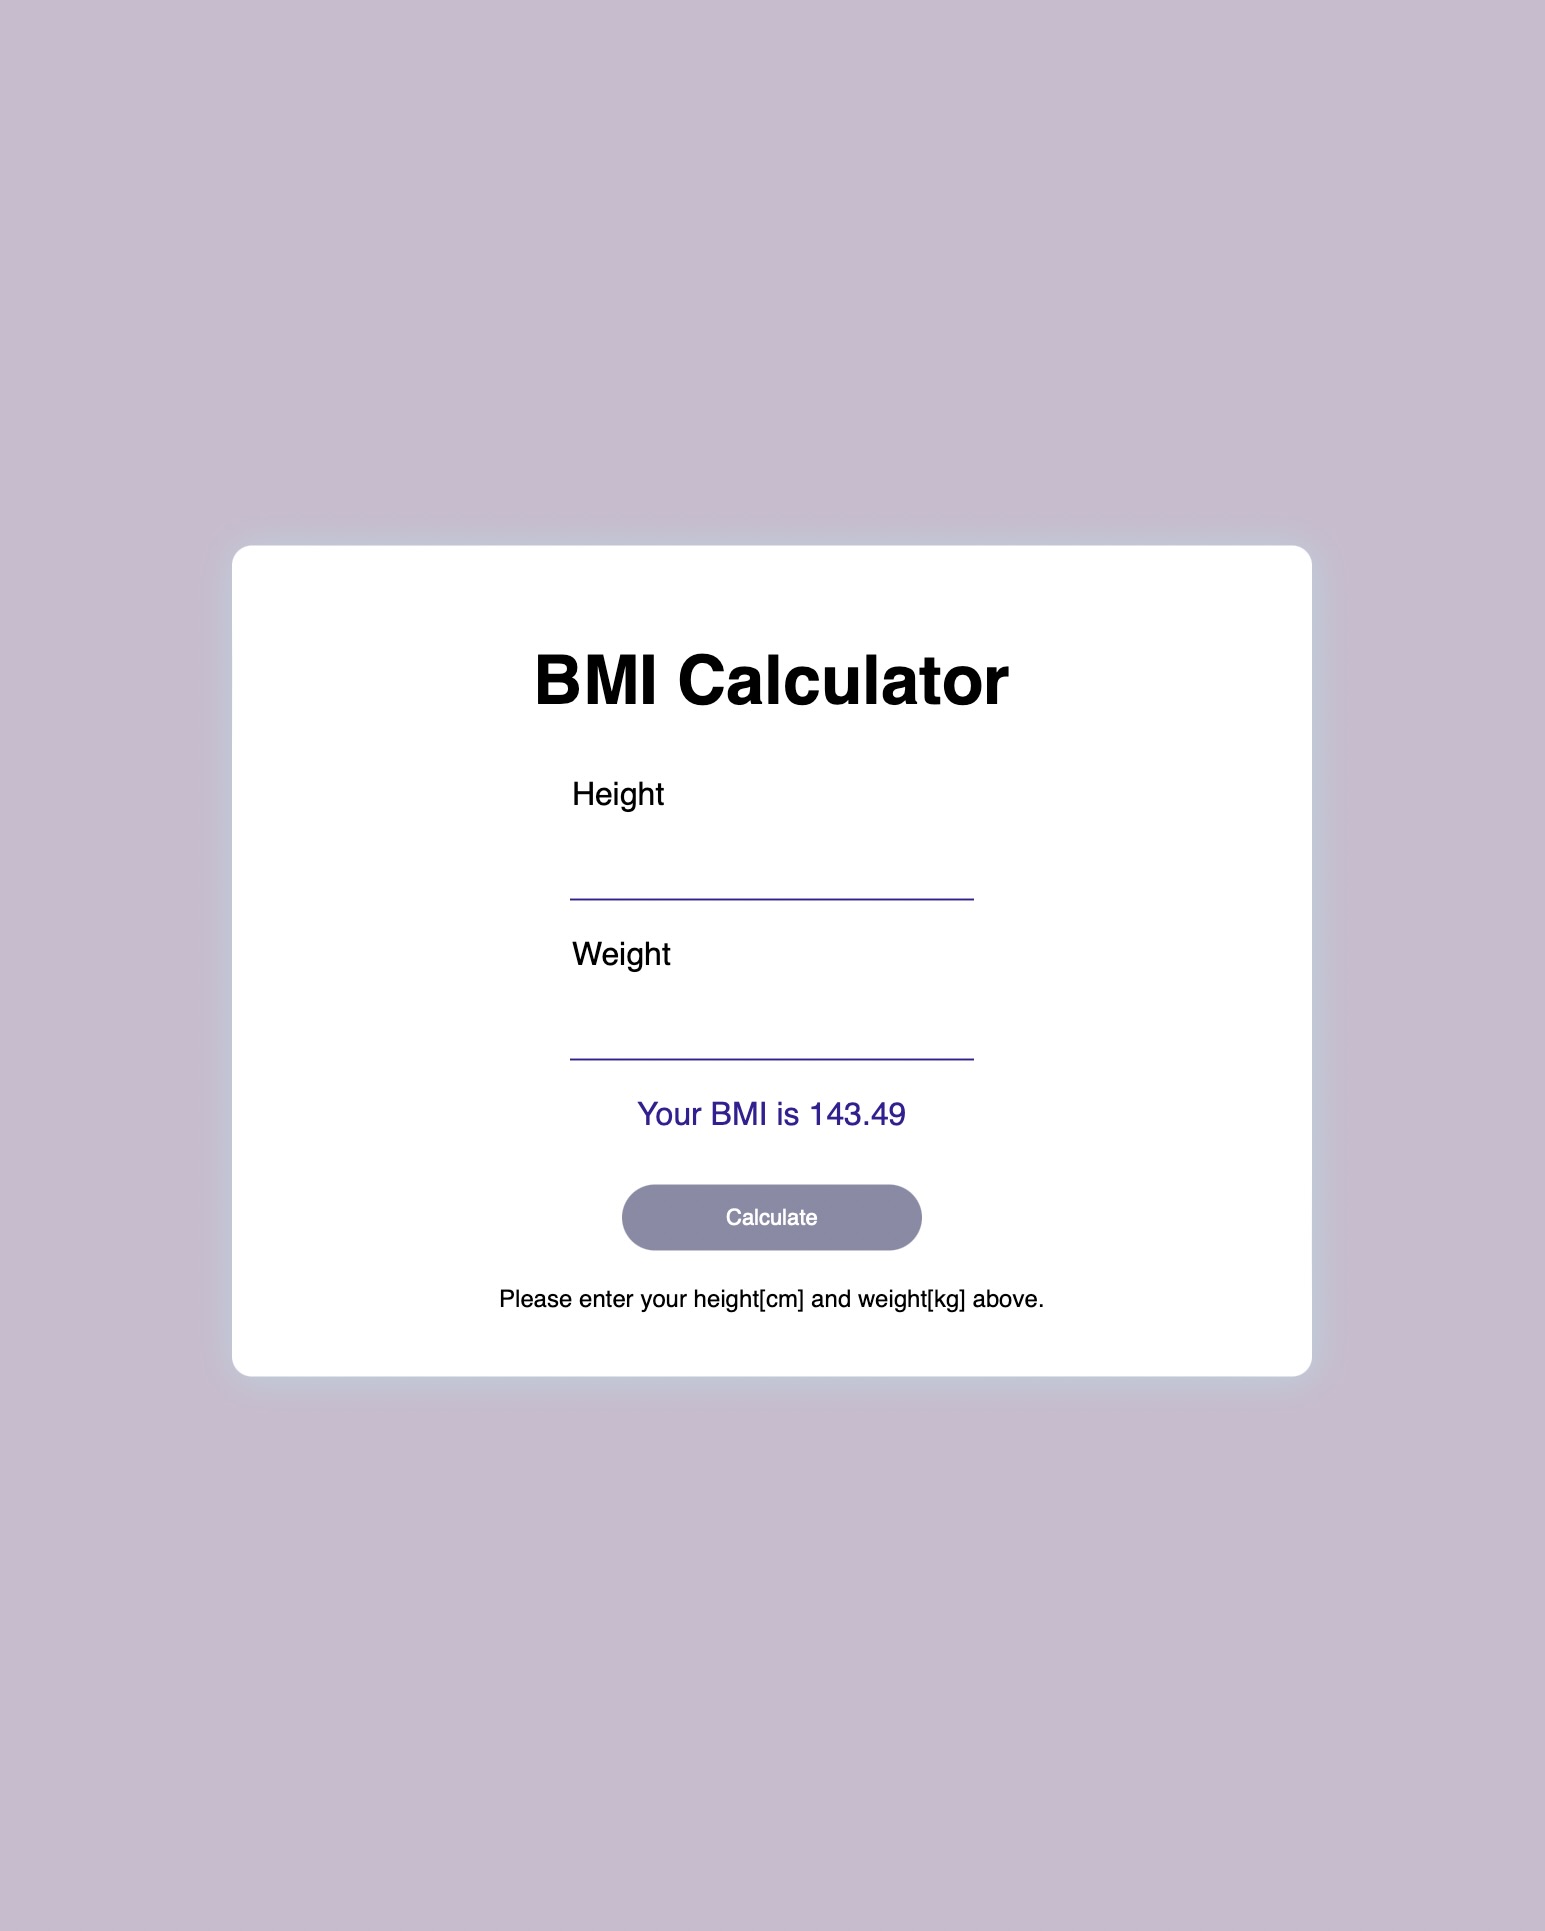 BMI Calculator
Height
Weight
Your BMI is 143.49
Calculate
Please enter your height[cm] and weight[kg] above.